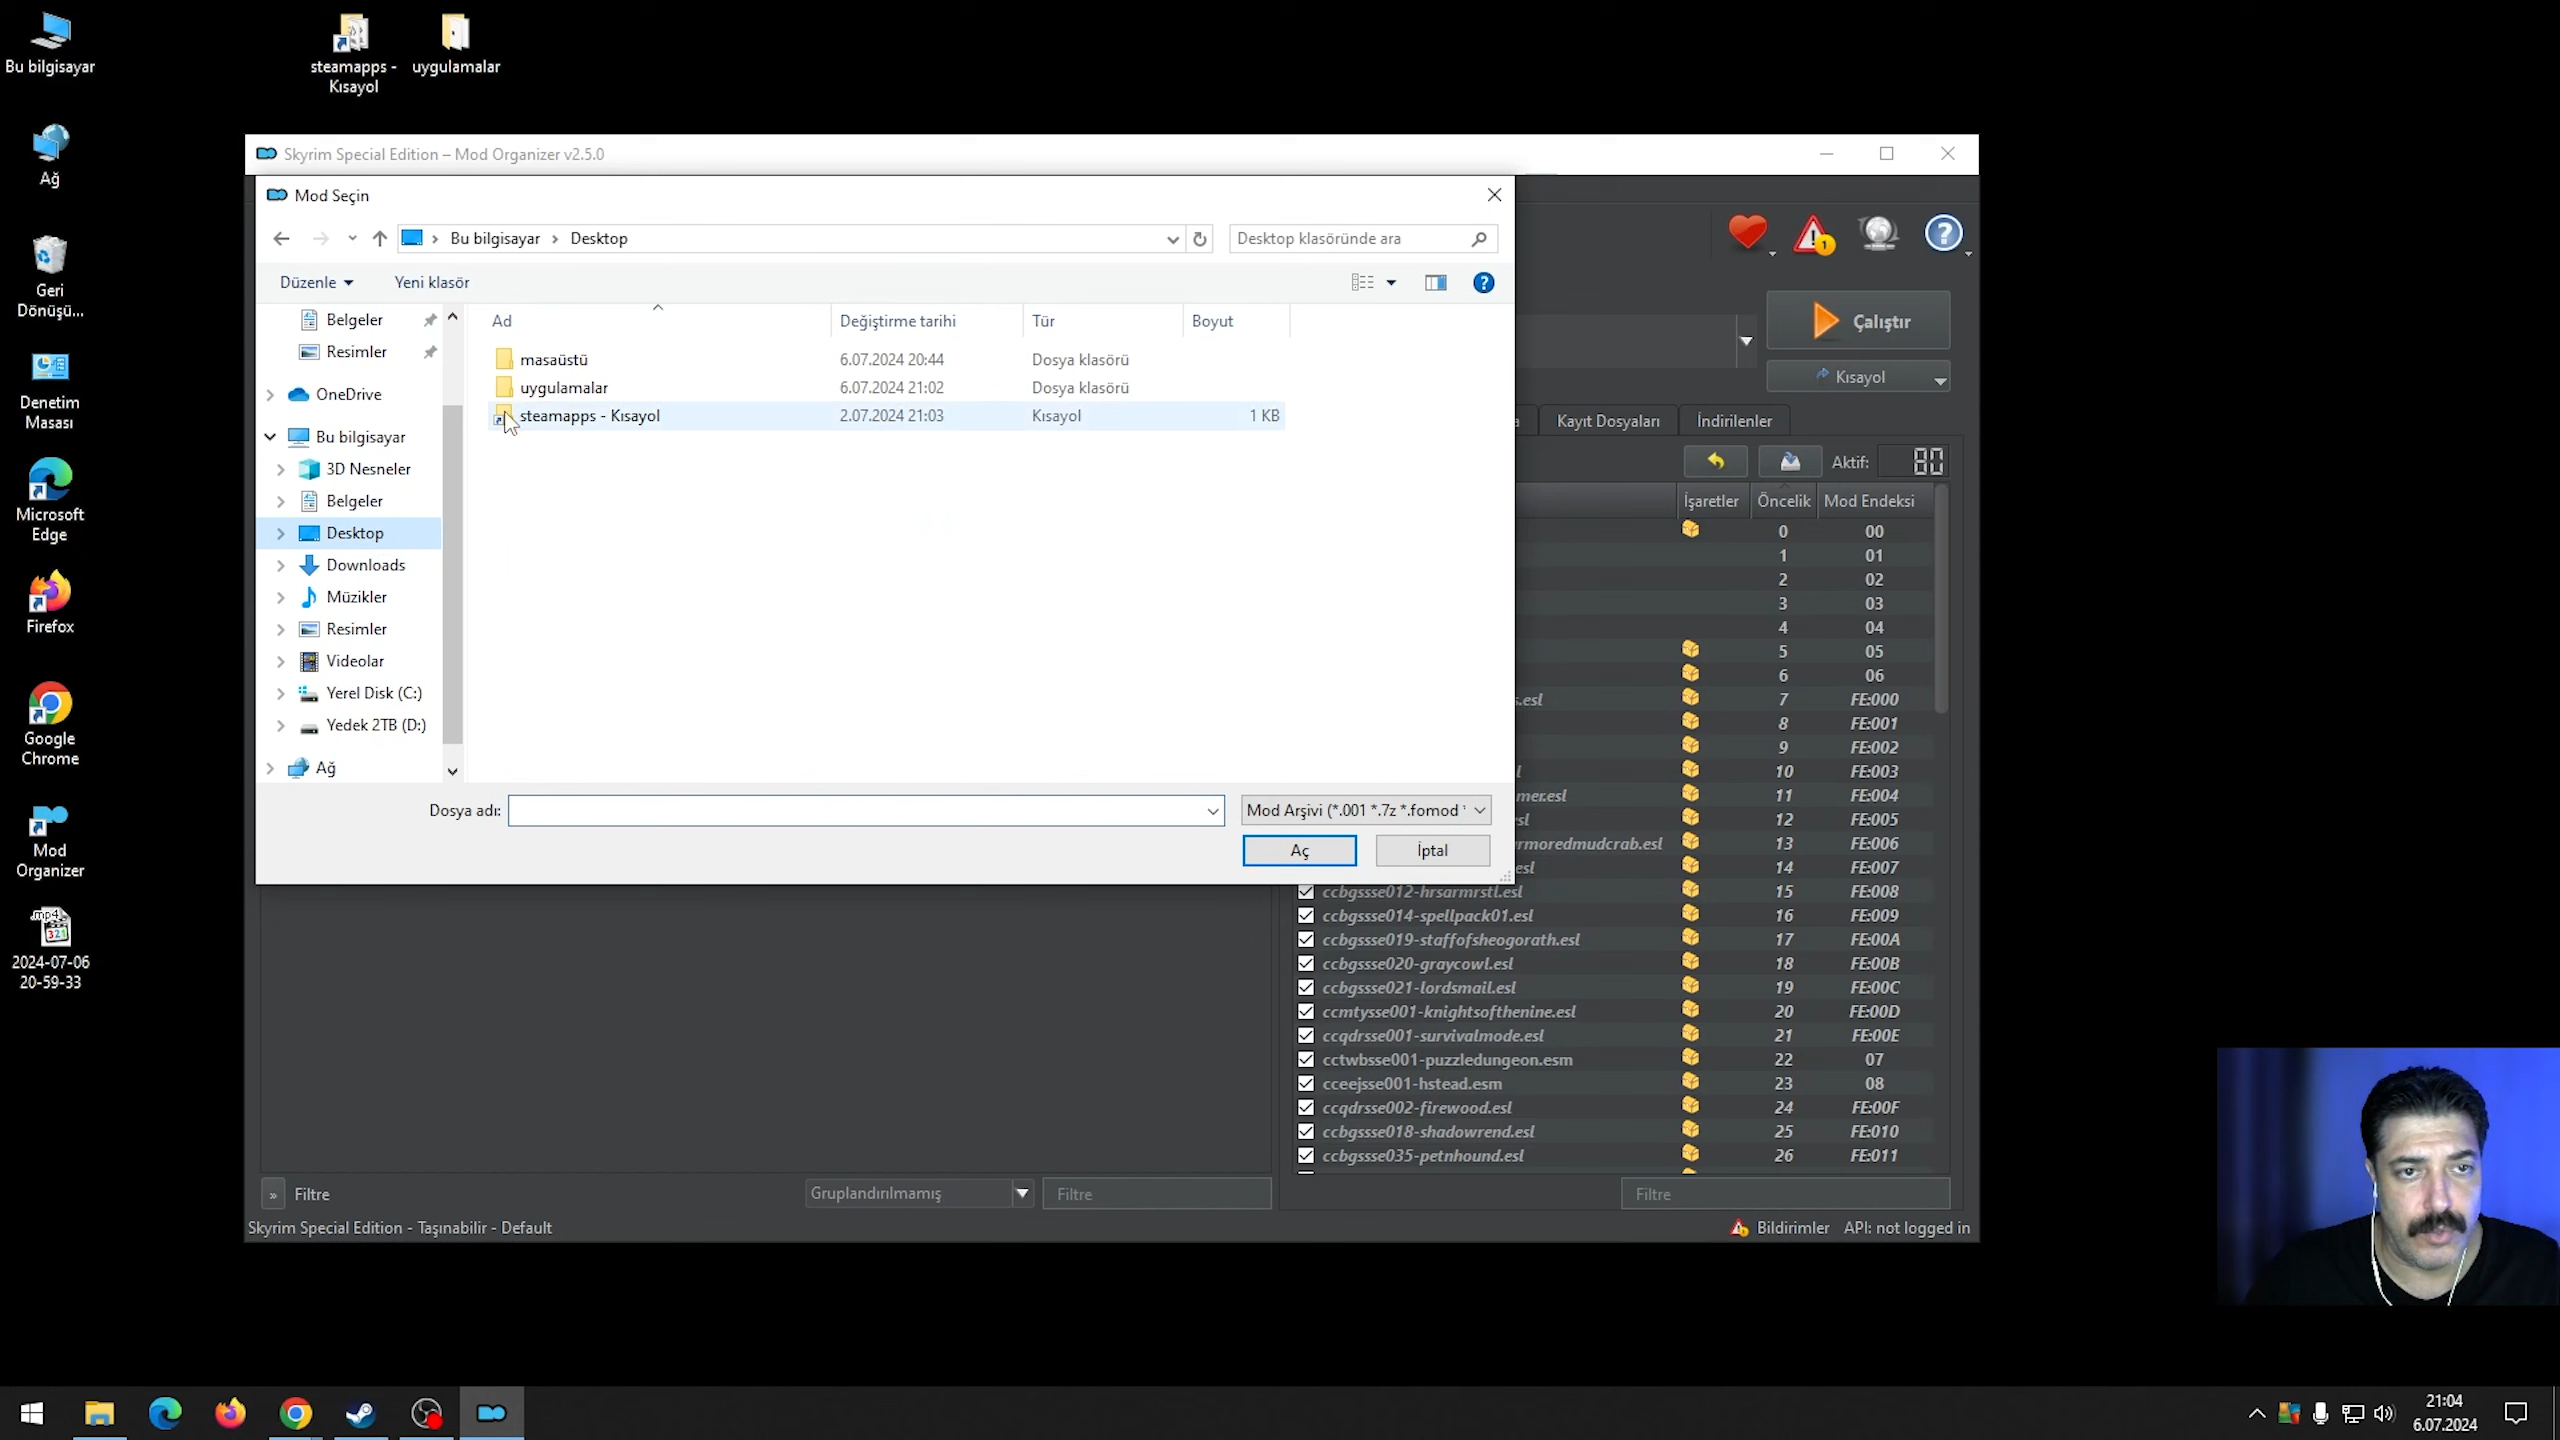 Bu bilgisayar
steamapps -
Kısayol
uygulamalar
Ağ
Geri
Dönüşü...
Denetim
Masası
Microsoft
Edge
Firefox
Google
Chrome
Mod
Organizer
.mp4
321
2024-07-06
20-59-33
Skyrim Special Edition – Mod Organizer v2.5.0
Mod Seçin
Bu bilgisayar > Desktop
Desktop klasöründe ara
Düzenle
Yeni klasör
Belgeler
Resimler
OneDrive
Bu bilgisayar
3D Nesneler
Belgeler
Desktop
Downloads
Müzikler
Resimler
Videolar
Yerel Disk (C:)
Yedek 2TB (D:)
Ağ
Ad Değiştirme tarihi Tür Boyut
masaüstü 6.07.2024 20:44 Dosya klasörü
uygulamalar 6.07.2024 21:02 Dosya klasörü
steamapps - Kısayol 2.07.2024 21:03 Kısayol 1 KB
Dosya adı:
Mod Arşivi (*.001 *.7z *.fomod *
Aç
İptal
1
Çalıştır
Kısayol
a
Kayıt Dosyaları
İndirilenler
Aktif: 80
İşaretler Öncelik Mod Endeksi
0 00
1 01
2 02
3 03
4 04
5 05
6 06
s.esl 7 FE:000
8 FE:001
9 FE:002
l 10 FE:003
mer.esl 11 FE:004
sl 12 FE:005
rmoredmudcrab.esl 13 FE:006
.esl 14 FE:007
ccbgssse012-hrsarmrstl.esl 15 FE:008
ccbgssse014-spellpack01.esl 16 FE:009
ccbgssse019-staffofsheogorath.esl 17 FE:00A
ccbgssse020-graycowl.esl 18 FE:00B
ccbgssse021-lordsmail.esl 19 FE:00C
ccmtysse001-knightsofthenine.esl 20 FE:00D
ccqdrsse001-survivalmode.esl 21 FE:00E
cctwbsse001-puzzledungeon.esm 22 07
cceejsse001-hstead.esm 23 08
ccqdrsse002-firewood.esl 24 FE:00F
ccbgssse018-shadowrend.esl 25 FE:010
ccbgssse035-petnhound.esl 26 FE:011
» Filtre
Gruplandırılmamış
Filtre
Filtre
Skyrim Special Edition - Taşınabilir - Default
Bildirimler
API: not logged in
21:04
6.07.2024